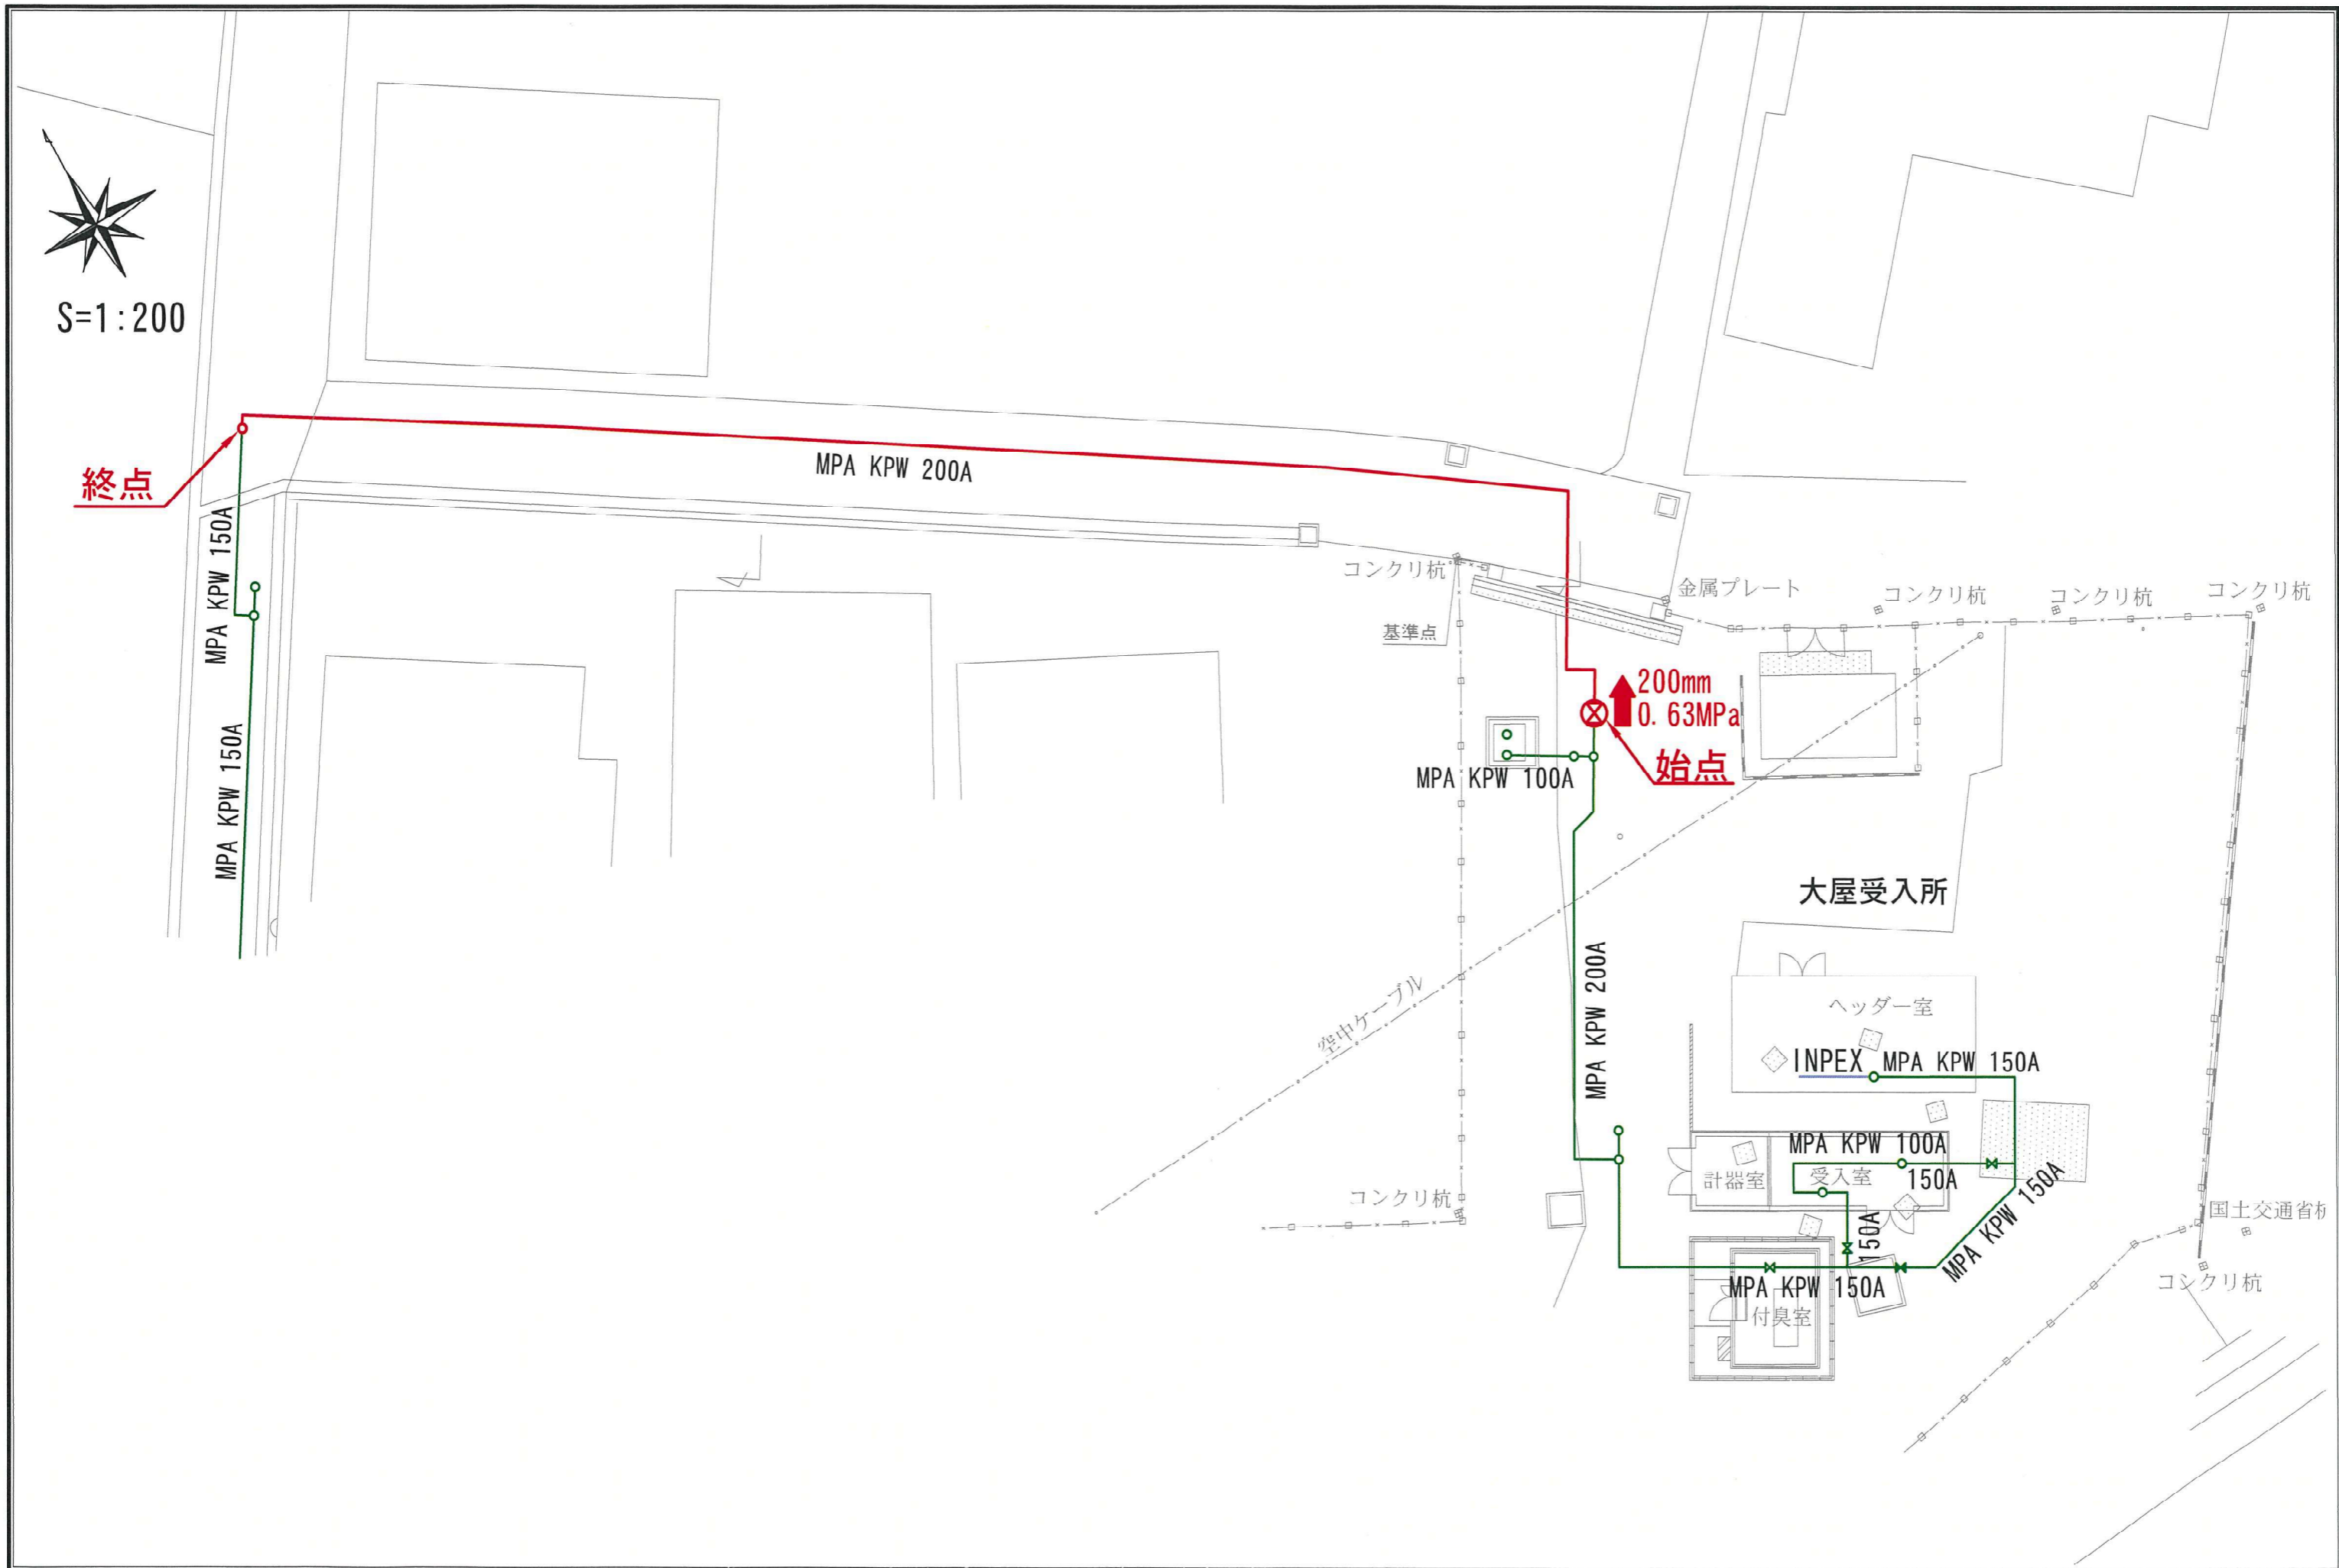 S=1:200
終点
MPA KPW 200A
MPA KPW 150A
MPA KPW 150A
コンクリ杭
基準点
金属プレート
コンクリ杭
コンクリ杭
コンクリ杭
200mm
0.63MPa
始点
MPA KPW 100A
大屋受入所
MPA KPW 200A
空中ケーブル
ヘッダー室
INPEX
MPA KPW 150A
MPA KPW 100A
計器室
受入室
150A
150A
MPA KPW 150A
コンクリ杭
国土交通省
コンクリ杭
MPA KPW 150A
付臭室